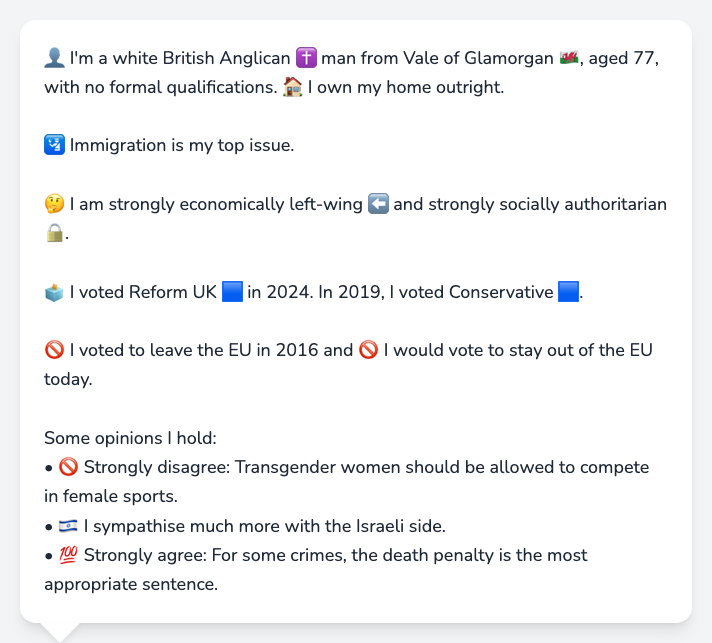 👤 I'm a white British Anglican ✝️ man from Vale of Glamorgan 🏴󠁧󠁢󠁷󠁬󠁳󠁿, aged 77,
with no formal qualifications. 🏠 I own my home outright.
🛂 Immigration is my top issue.
🤔 I am strongly economically left-wing ⬅️ and strongly socially authoritarian
🔒.
🗳️ I voted Reform UK 🟦 in 2024. In 2019, I voted Conservative 🟦.
🚫 I voted to leave the EU in 2016 and 🚫 I would vote to stay out of the EU
today.
Some opinions I hold:
• 🚫 Strongly disagree: Transgender women should be allowed to compete
in female sports.
• 🇮🇱 I sympathise much more with the Israeli side.
• 💯 Strongly agree: For some crimes, the death penalty is the most
appropriate sentence.